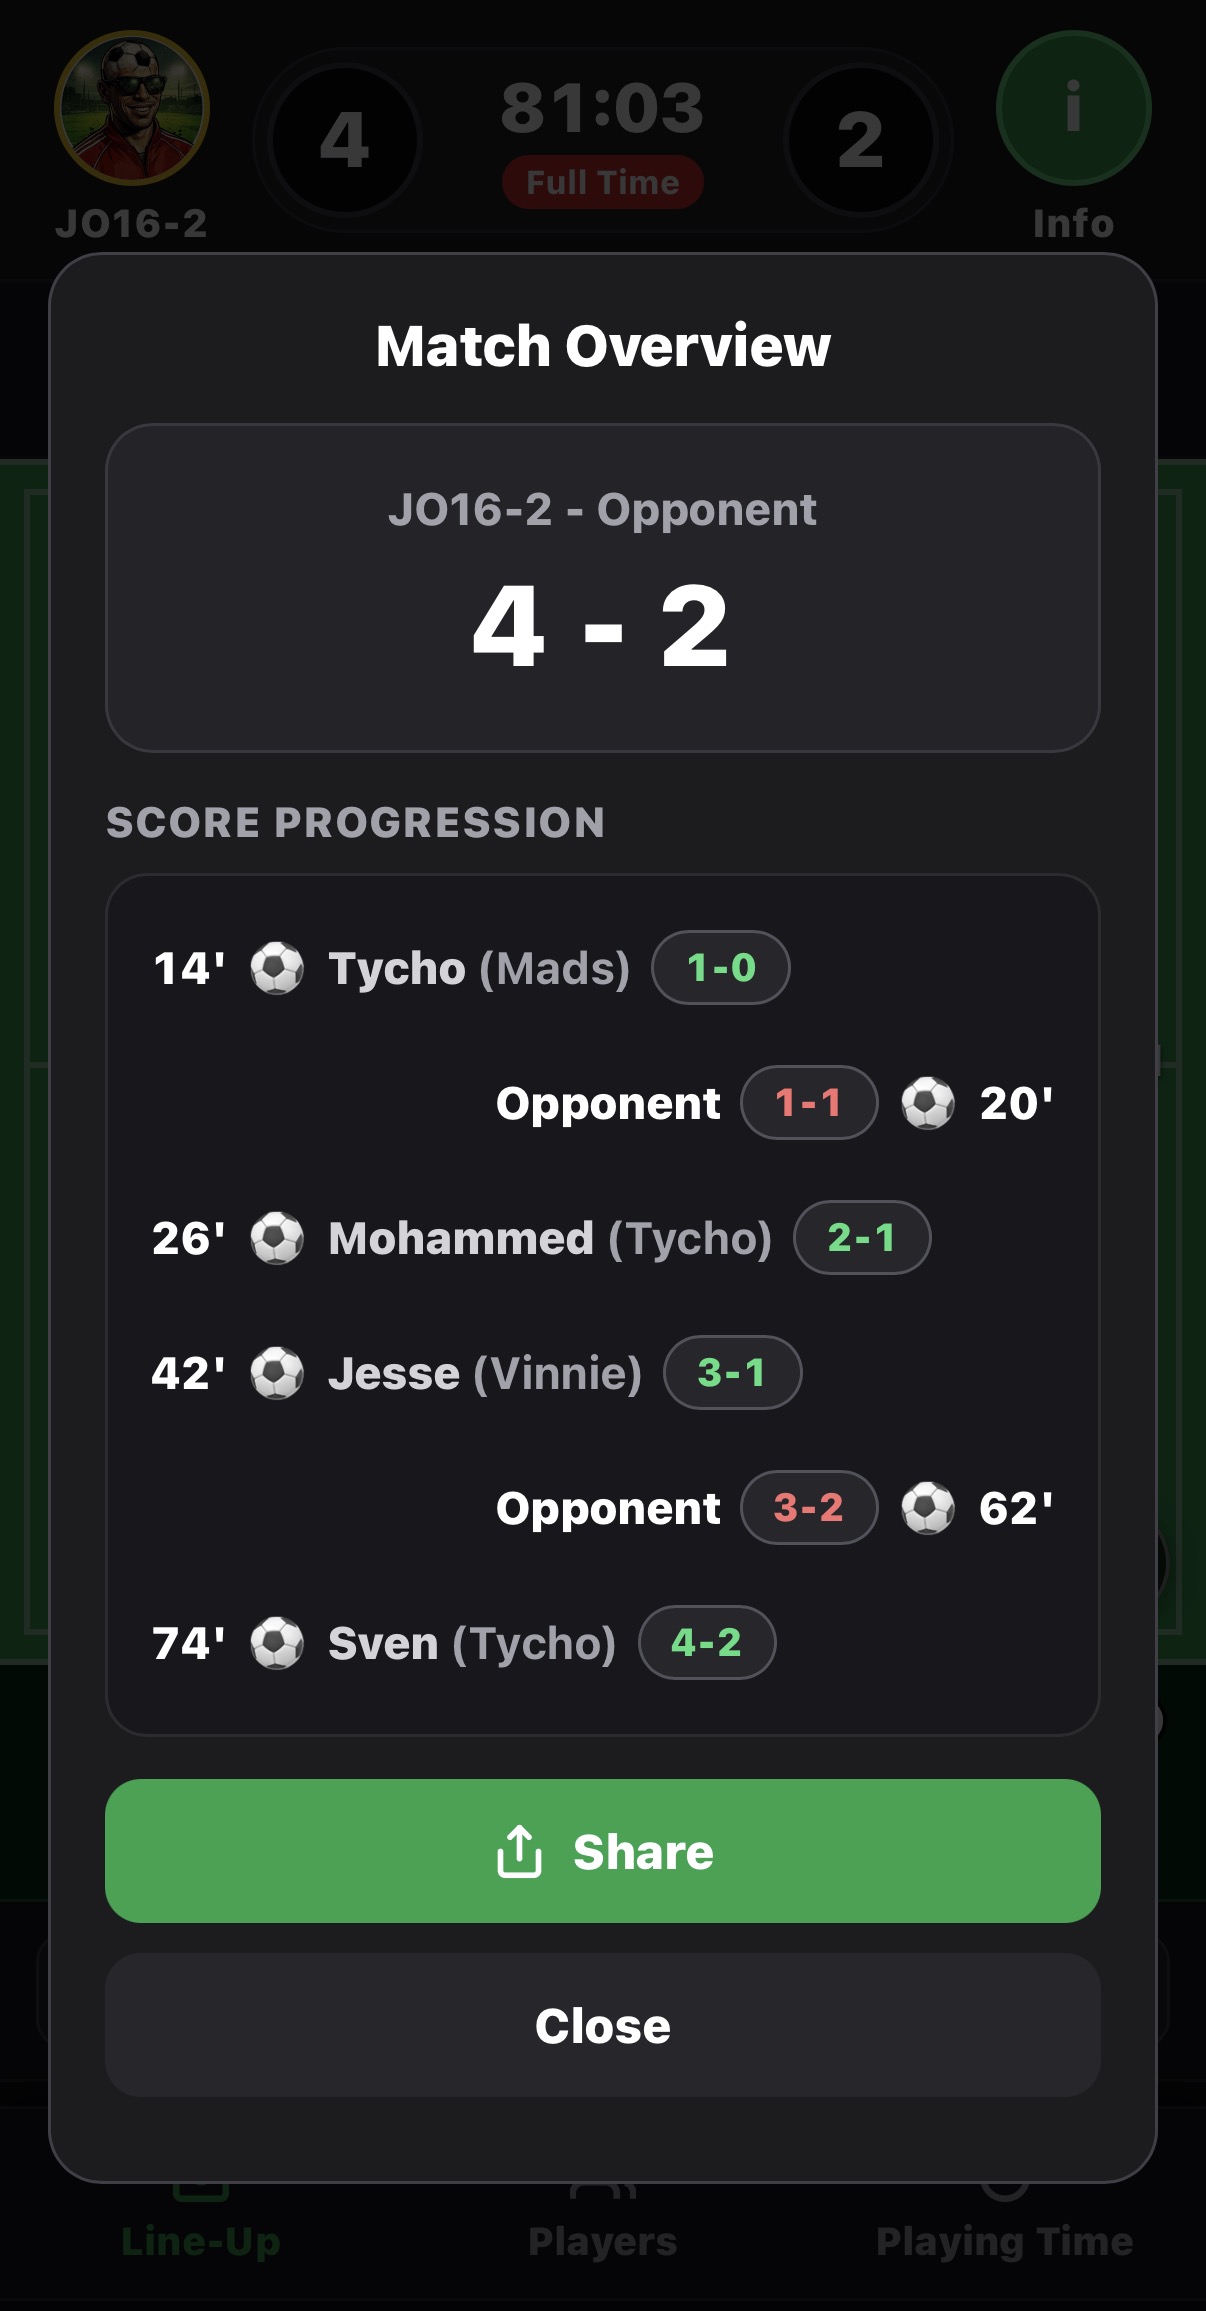 4
81:03
2
i
Full Time
JO16-2
Info
Match Overview
JO16-2 - Opponent
4 - 2
SCORE PROGRESSION
14' Tycho (Mads) 1-0
Opponent 1-1 20'
26' Mohammed (Tycho) 2-1
42' Jesse (Vinnie) 3-1
Opponent 3-2 62'
74' Sven (Tycho) 4-2
Share
Close
Line-Up
Players
Playing Time